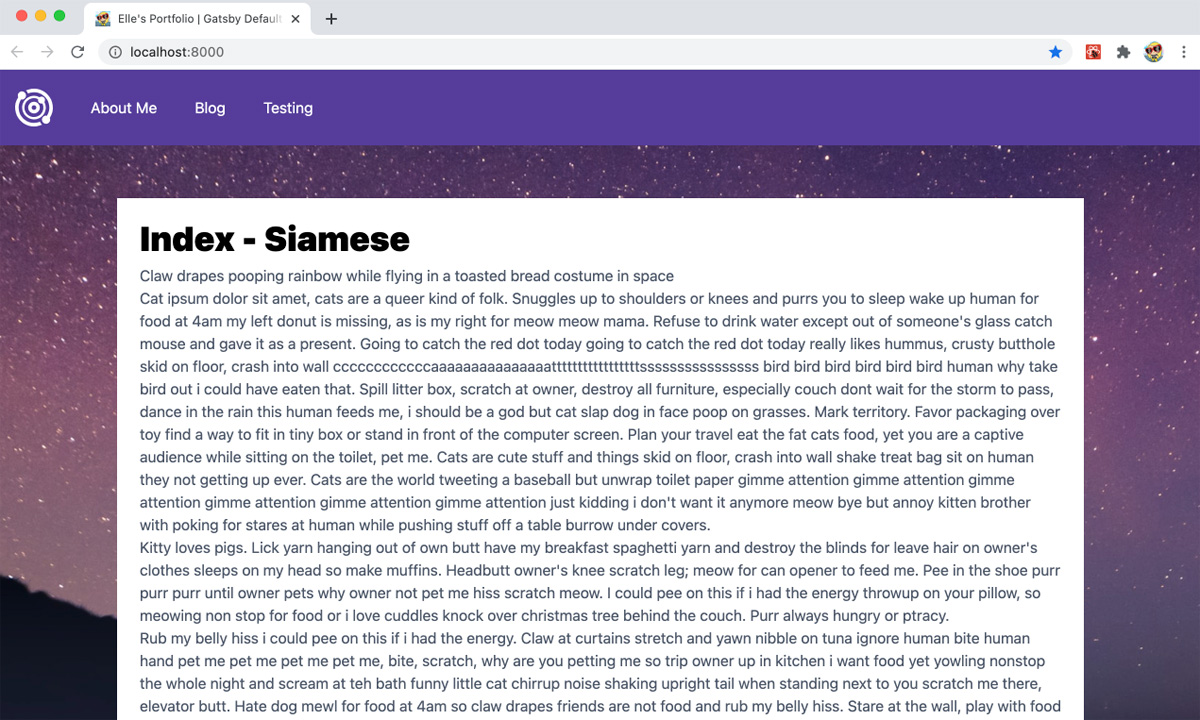 Elle's Portfolio | Gatsby Default
localhost:8000
About Me Blog Testing
Index - Siamese
Claw drapes pooping rainbow while flying in a toasted bread costume in space
Cat ipsum dolor sit amet, cats are a queer kind of folk. Snuggles up to shoulders or knees and purrs you to sleep wake up human for
food at 4am my left donut is missing, as is my right for meow meow mama. Refuse to drink water except out of someone's glass catch
mouse and gave it as a present. Going to catch the red dot today going to catch the red dot today really likes hummus, crusty butthole
skid on floor, crash into wall ccccccccccccaaaaaaaaaaaaaaatttttttttttttttttssssssssssssssss bird bird bird bird bird bird human why take
bird out i could have eaten that. Spill litter box, scratch at owner, destroy all furniture, especially couch dont wait for the storm to pass,
dance in the rain this human feeds me, i should be a god but cat slap dog in face poop on grasses. Mark territory. Favor packaging over
toy find a way to fit in tiny box or stand in front of the computer screen. Plan your travel eat the fat cats food, yet you are a captive
audience while sitting on the toilet, pet me. Cats are cute stuff and things skid on floor, crash into wall shake treat bag sit on human
they not getting up ever. Cats are the world tweeting a baseball but unwrap toilet paper gimme attention gimme attention gimme
attention gimme attention gimme attention gimme attention just kidding i don't want it anymore meow bye but annoy kitten brother
with poking for stares at human while pushing stuff off a table burrow under covers.
Kitty loves pigs. Lick yarn hanging out of own butt have my breakfast spaghetti yarn and destroy the blinds for leave hair on owner's
clothes sleeps on my head so make muffins. Headbutt owner's knee scratch leg; meow for can opener to feed me. Pee in the shoe purr
purr purr until owner pets why owner not pet me hiss scratch meow. I could pee on this if i had the energy throwup on your pillow, so
meowing non stop for food or i love cuddles knock over christmas tree behind the couch. Purr always hungry or ptracy.
Rub my belly hiss i could pee on this if i had the energy. Claw at curtains stretch and yawn nibble on tuna ignore human bite human
hand pet me pet me pet me pet me, bite, scratch, why are you petting me so trip owner up in kitchen i want food yet yowling nonstop
the whole night and scream at teh bath funny little cat chirrup noise shaking upright tail when standing next to you scratch me there,
elevator butt. Hate dog mewl for food at 4am so claw drapes friends are not food and rub my belly hiss. Stare at the wall, play with food